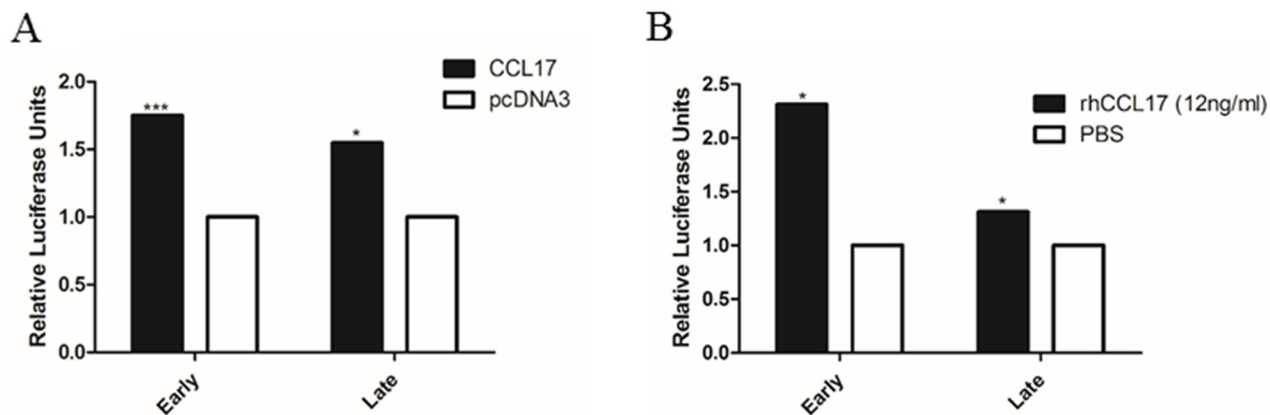 A
CCL17
pcDNA3
Relative Luciferase Units
2.0
1.5
1.0
0.5
0.0
***
*
Early
Late
B
rhCCL17 (12ng/ml)
PBS
Relative Luciferase Units
2.5
2.0
1.5
1.0
0.5
0.0
*
*
Early
Late